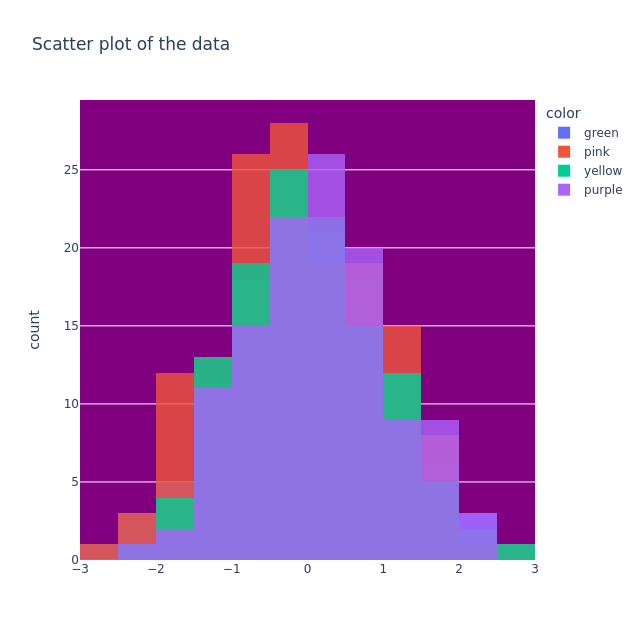 Scatter plot of the data
color
green
pink
yellow
purple
count
25
20
15
10
5
0
−3
−2
−1
0
1
2
3